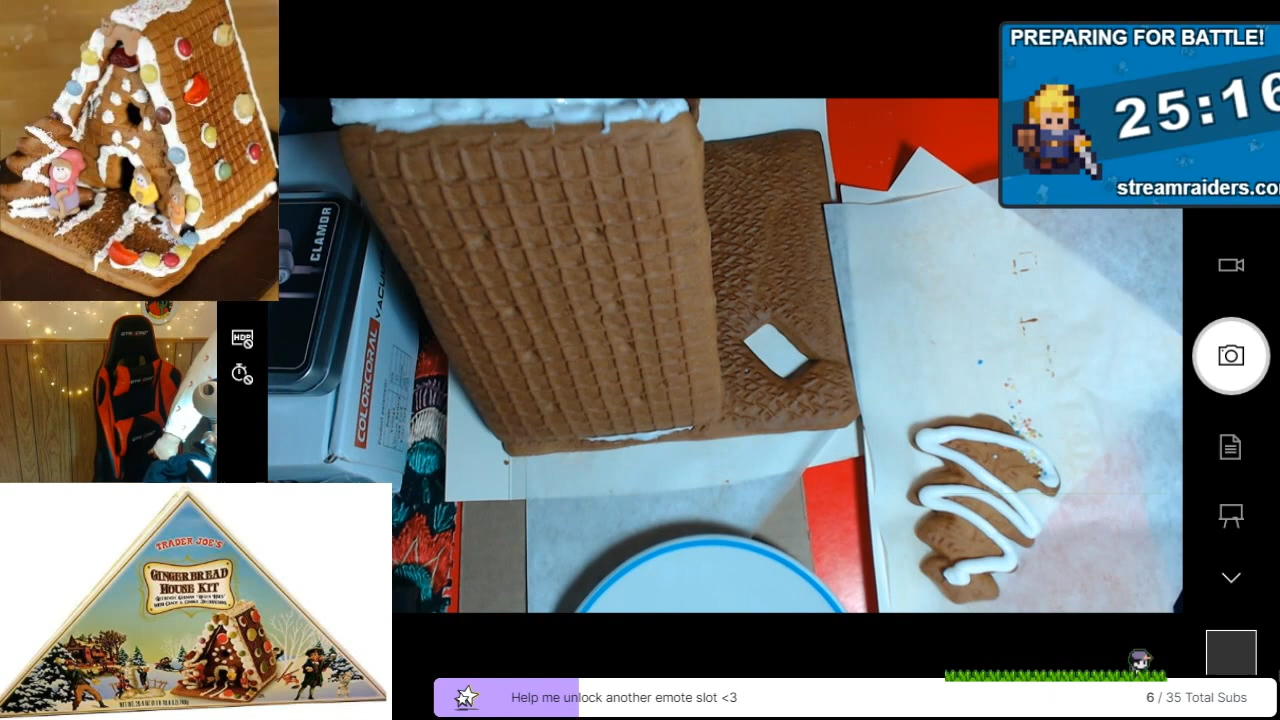 PREPARING FOR BATTLE!
25:16
streamraiders.co
CLAMOR
COLORCORAL
HDR
TRADER JOE'S
GINGERBREAD
HOUSE KIT
Help me unlock another emote slot <3
6 / 35 Total Subs